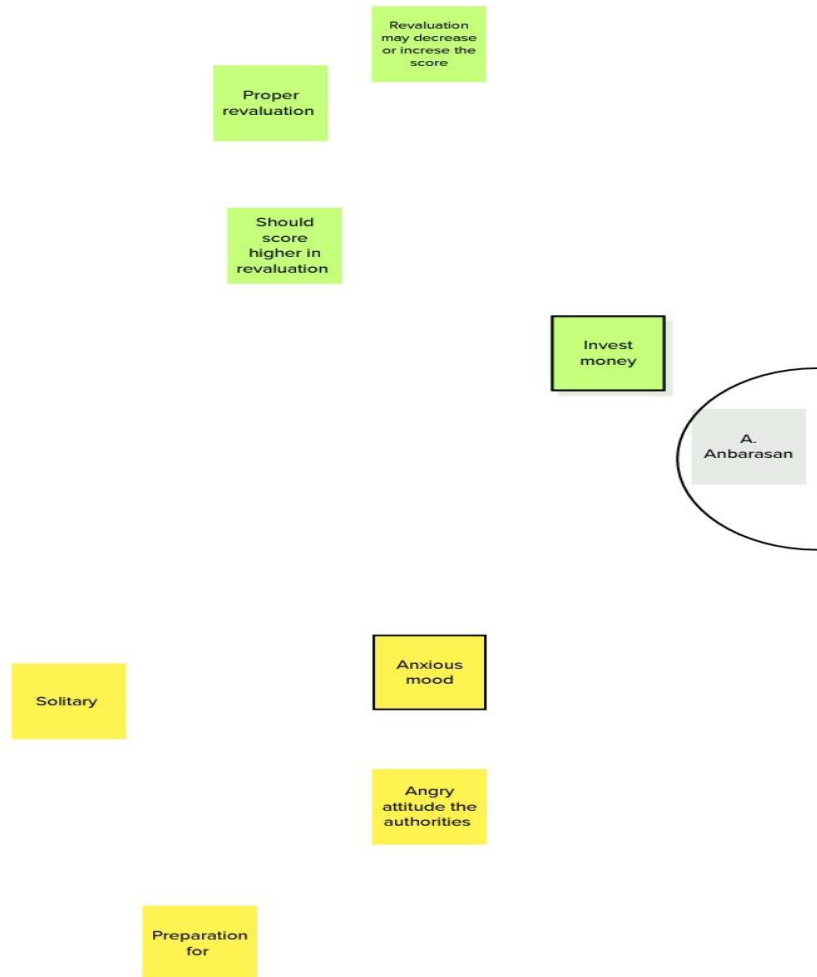 Revaluation
may decrease
or increse the
score
Proper
revaluation
Should
score
higher in
revaluation
Invest
money
A.
Anbarasan
Anxious
mood
Solitary
Angry
attitude the
authorities
Preparation
for